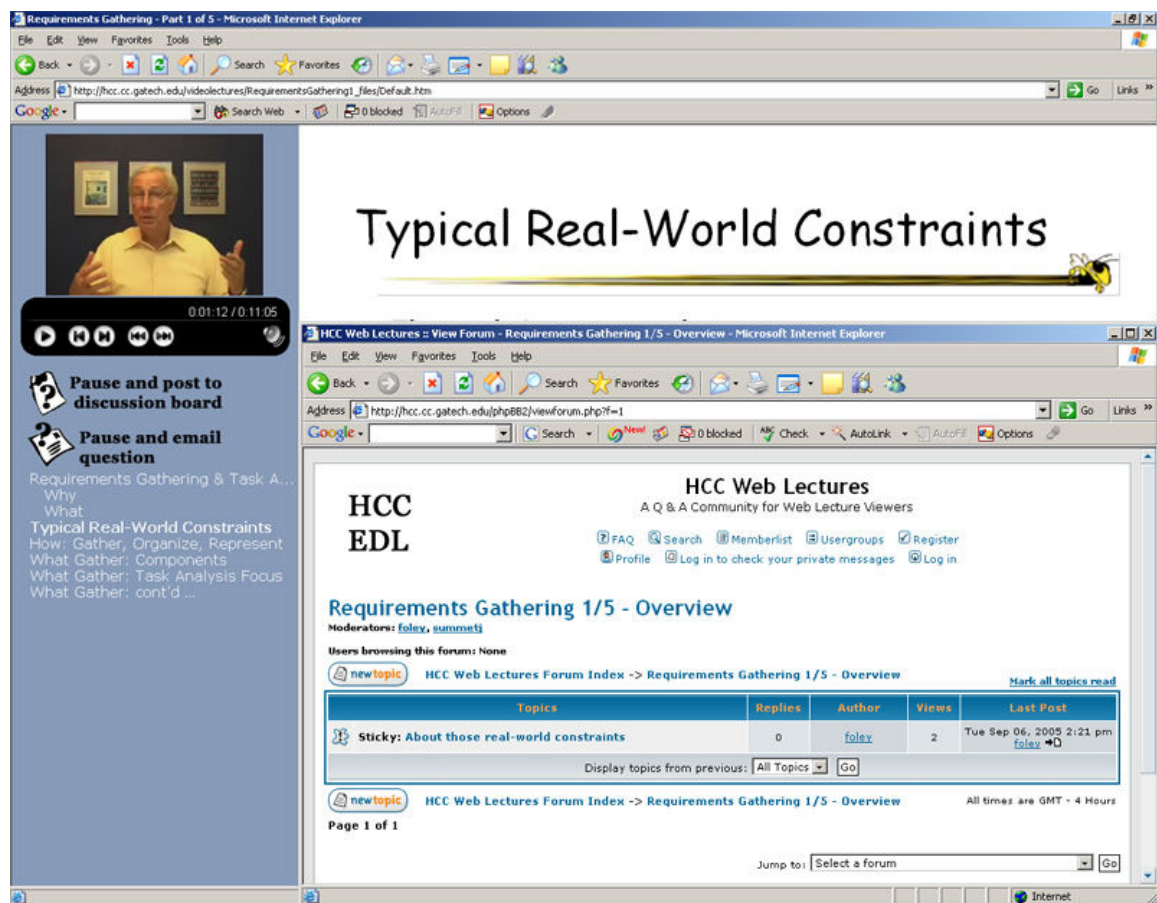 Requirements Gathering - Part 1 of 5 - Microsoft Internet Explorer
File Edit View Favorites Tools Help
Back Search Favorites
Address http://hcc.cc.gatech.edu/videolectures/RequirementsGathering1_files/Default.htm Go Links »
Google Search Web 0 blocked AutoFill Options
Typical Real-World Constraints
0:01:12 / 0:11:05
Pause and post to
discussion board
Pause and email
question
Requirements Gathering & Task A...
Why
What
Typical Real-World Constraints
How: Gather, Organize, Represent
What Gather: Components
What Gather: Task Analysis Focus
What Gather: cont'd ...
HCC Web Lectures :: View Forum - Requirements Gathering 1/5 - Overview - Microsoft Internet Explorer
File Edit View Favorites Tools Help
Back Search Favorites
Address http://hcc.cc.gatech.edu/phpBB2/viewforum.php?f=1 Go Links »
Google Search New! 0 blocked ABC Check AutoLink AutoFill Options
HCC
EDL
HCC Web Lectures
A Q & A Community for Web Lecture Viewers
FAQ Search Memberlist Usergroups Register
Profile Log in to check your private messages Log in
Requirements Gathering 1/5 - Overview
Moderators: foley, summetj
Users browsing this forum: None
newtopic HCC Web Lectures Forum Index -> Requirements Gathering 1/5 - Overview Mark all topics read
Topics Replies Author Views Last Post
Sticky: About those real-world constraints 0 foley 2 Tue Sep 06, 2005 2:21 pm
foley
Display topics from previous: All Topics Go
newtopic HCC Web Lectures Forum Index -> Requirements Gathering 1/5 - Overview All times are GMT - 4 Hours
Page 1 of 1
Jump to: Select a forum Go
Internet